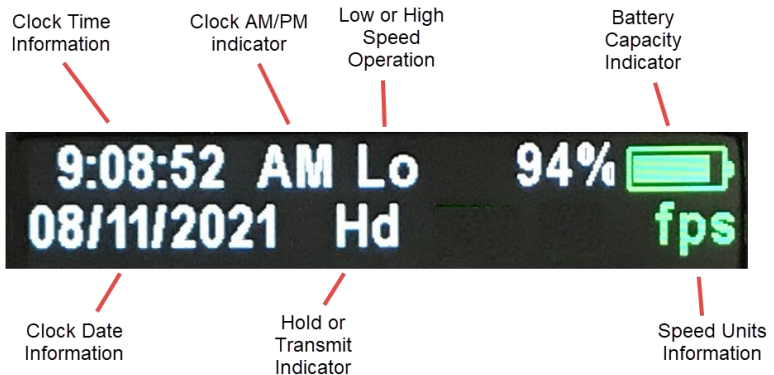 Clock Time
Information
Clock AM/PM
indicator
Low or High
Speed
Operation
Battery
Capacity
Indicator
9:08:52 AM Lo 94%
08/11/2021 Hd fps
Clock Date
Information
Hold or
Transmit
Indicator
Speed Units
Information